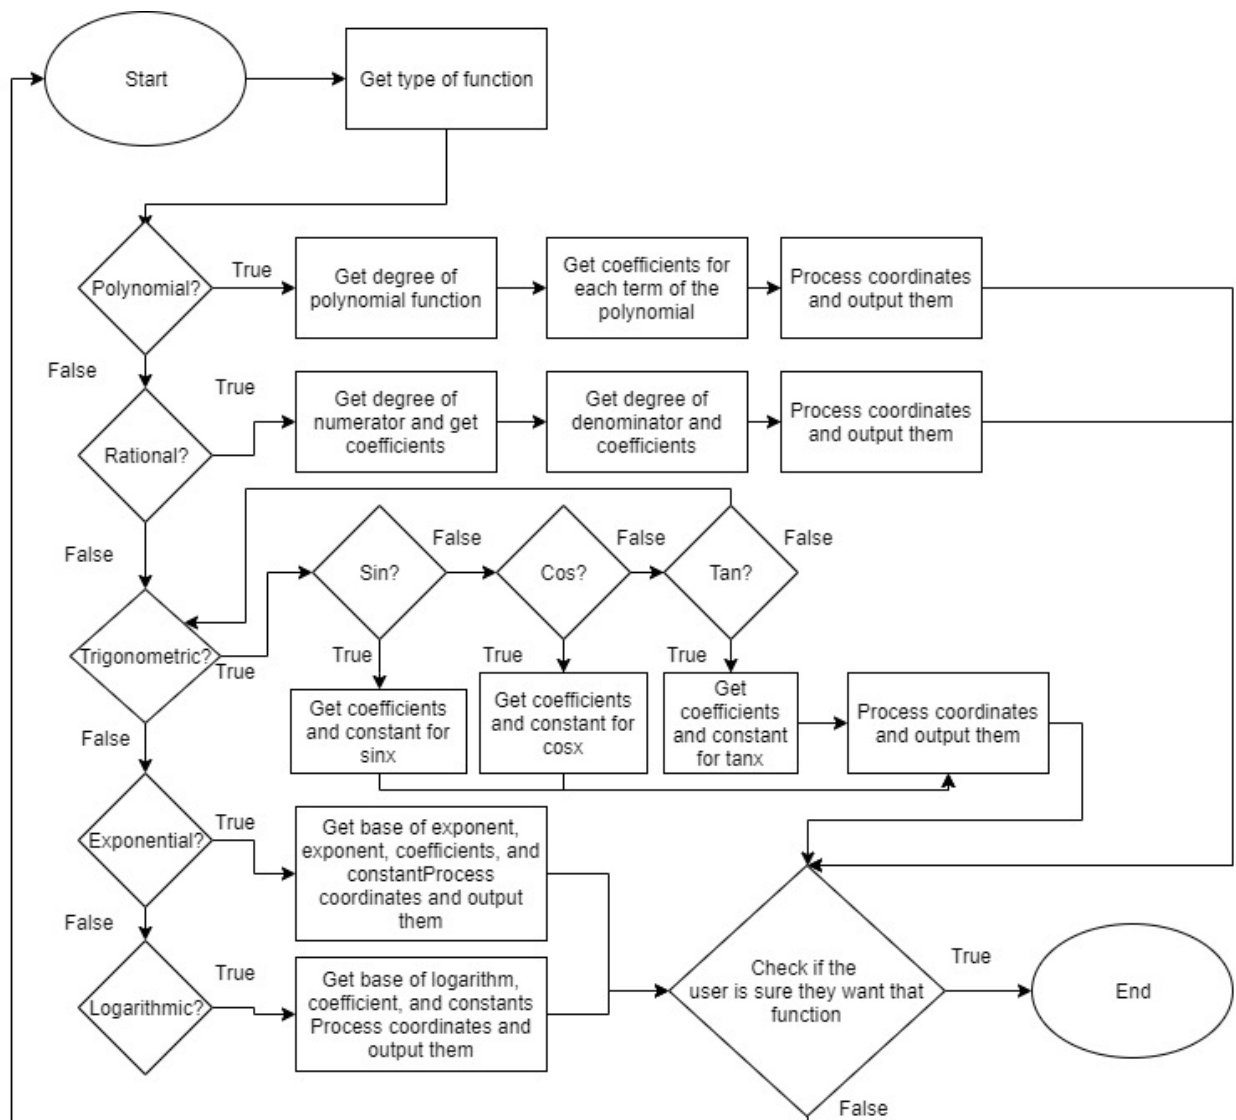 Start
Get type of function
Polynomial?
True
Get degree of
polynomial function
Get coefficients for
each term of the
polynomial
Process coordinates
and output them
False
Rational?
True
Get degree of
numerator and get
coefficients
Get degree of
denominator and
coefficients
Process coordinates
and output them
False
Trigonometric?
True
Sin?
False
Cos?
False
Tan?
False
True
Get coefficients
and constant for
sinx
True
Get coefficients
and constant for
cosx
True
Get
coefficients
and constant
for tanx
Process coordinates
and output them
False
Exponential?
True
Get base of exponent,
exponent, coefficients, and
constantProcess
coordinates and output
them
False
Logarithmic?
True
Get base of logarithm,
coefficient, and constants
Process coordinates and
output them
Check if the
user is sure they want that
function
True
End
False